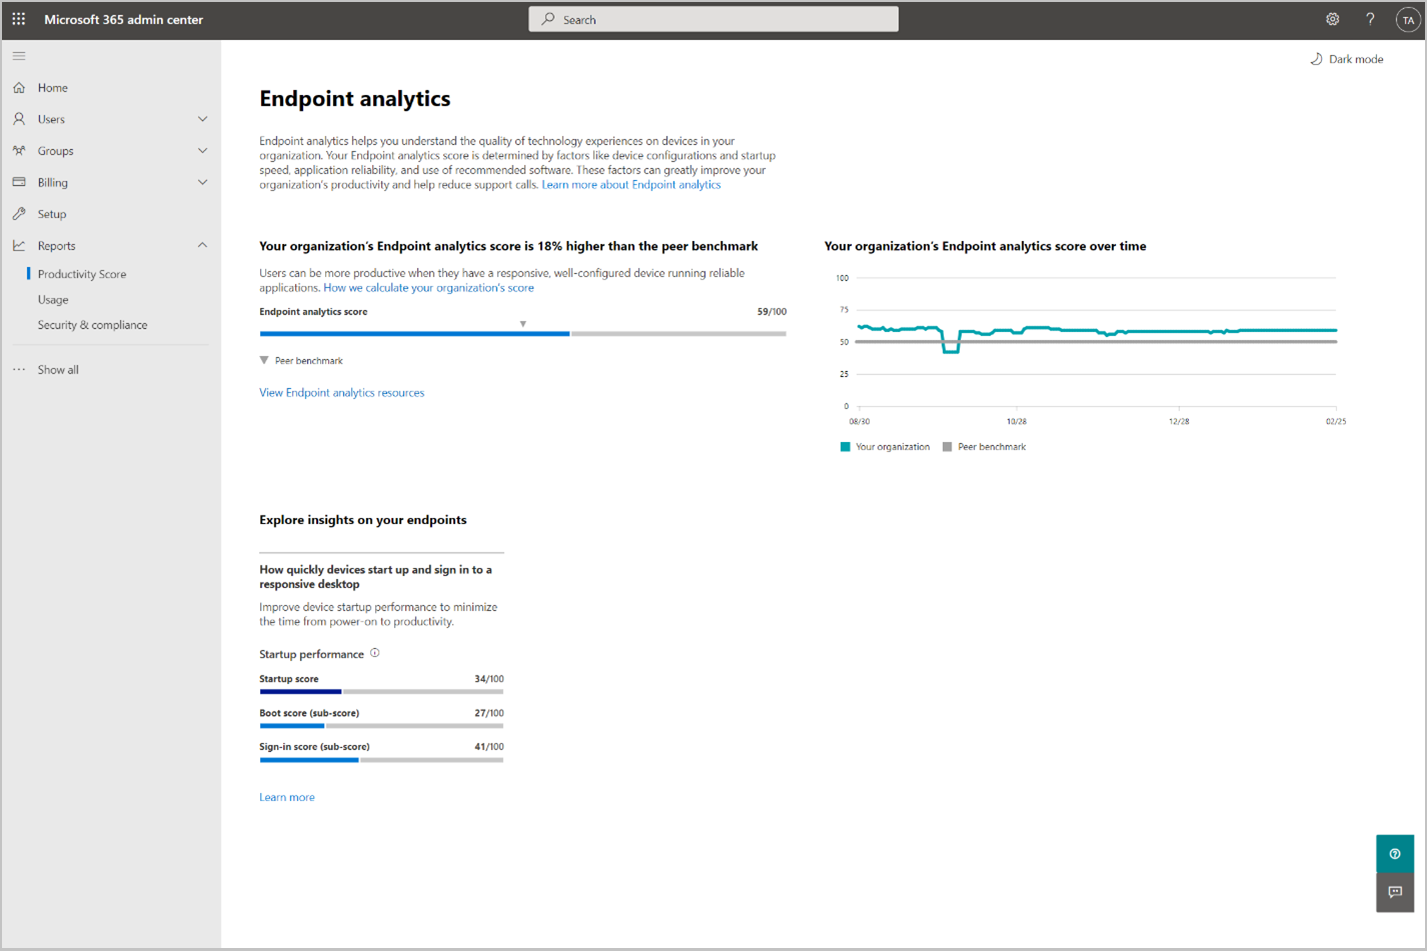 Microsoft 365 admin center
Search
?
TA
Dark mode
Home
Users
Groups
Billing
Setup
Reports
Productivity Score
Usage
Security & compliance
Show all
Endpoint analytics
Endpoint analytics helps you understand the quality of technology experiences on devices in your
organization. Your Endpoint analytics score is determined by factors like device configurations and startup
speed, application reliability, and use of recommended software. These factors can greatly improve your
organization's productivity and help reduce support calls. Learn more about Endpoint analytics
Your organization's Endpoint analytics score is 18% higher than the peer benchmark
Users can be more productive when they have a responsive, well-configured device running reliable
applications. How we calculate your organization's score
Endpoint analytics score 59/100
Peer benchmark
View Endpoint analytics resources
Your organization's Endpoint analytics score over time
100
75
50
25
0
08/30 10/28 12/28 02/25
Your organization Peer benchmark
Explore insights on your endpoints
How quickly devices start up and sign in to a
responsive desktop
Improve device startup performance to minimize
the time from power-on to productivity.
Startup performance
Startup score 34/100
Boot score (sub-score) 27/100
Sign-in score (sub-score) 41/100
Learn more